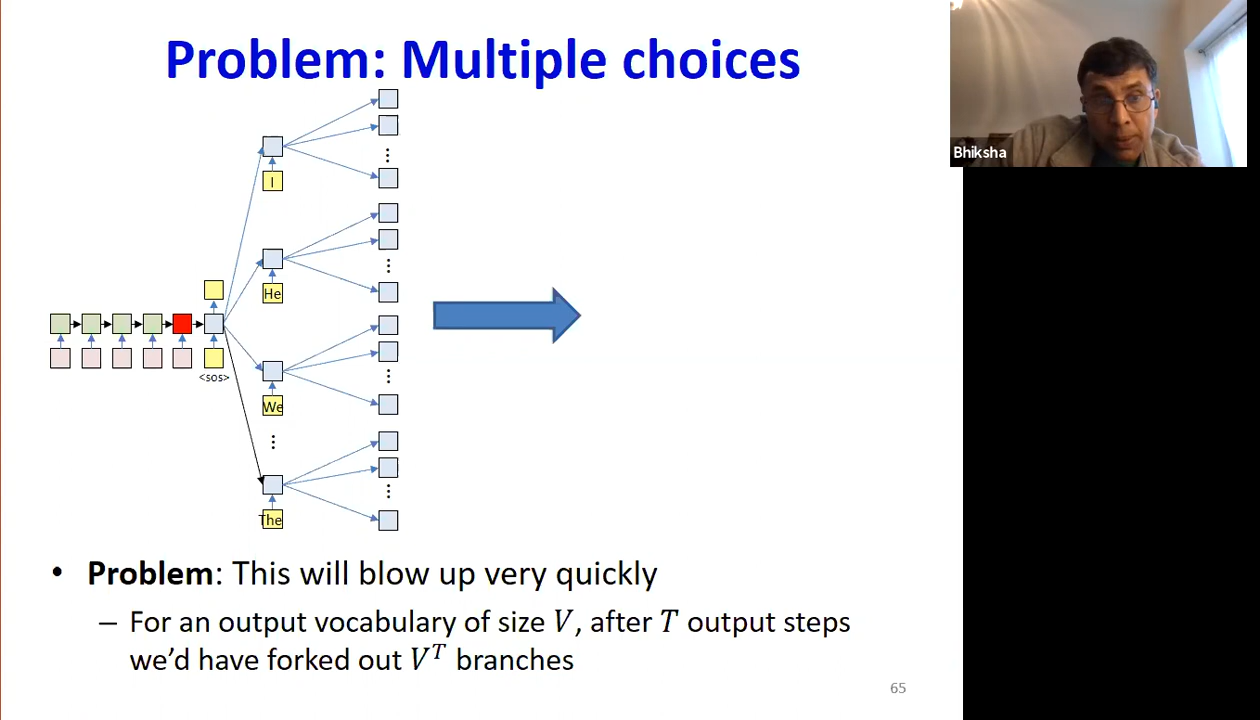 Problem: Multiple choices
Bhiksha
I
He
We
The
<sos>
• Problem: This will blow up very quickly
– For an output vocabulary of size V, after T output steps
we'd have forked out V^T branches
65